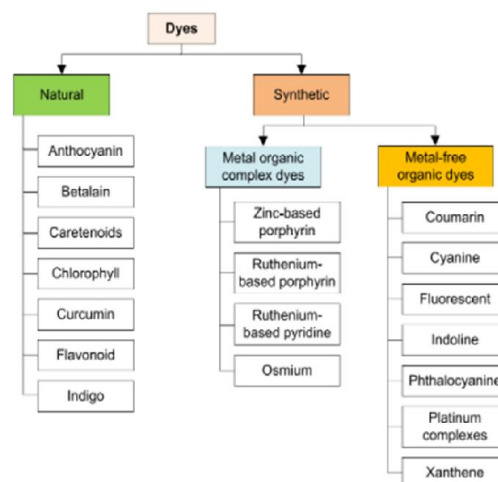 Dyes
Natural
Synthetic
Anthocyanin
Betalain
Caretenoids
Chlorophyll
Curcumin
Flavonoid
Indigo
Metal organic
complex dyes
Zinc-based
porphyrin
Ruthenium-
based porphyrin
Ruthenium-
based pyridine
Osmium
Metal-free
organic dyes
Coumarin
Cyanine
Fluorescent
Indoline
Phthalocyanine
Platinum
complexes
Xanthene